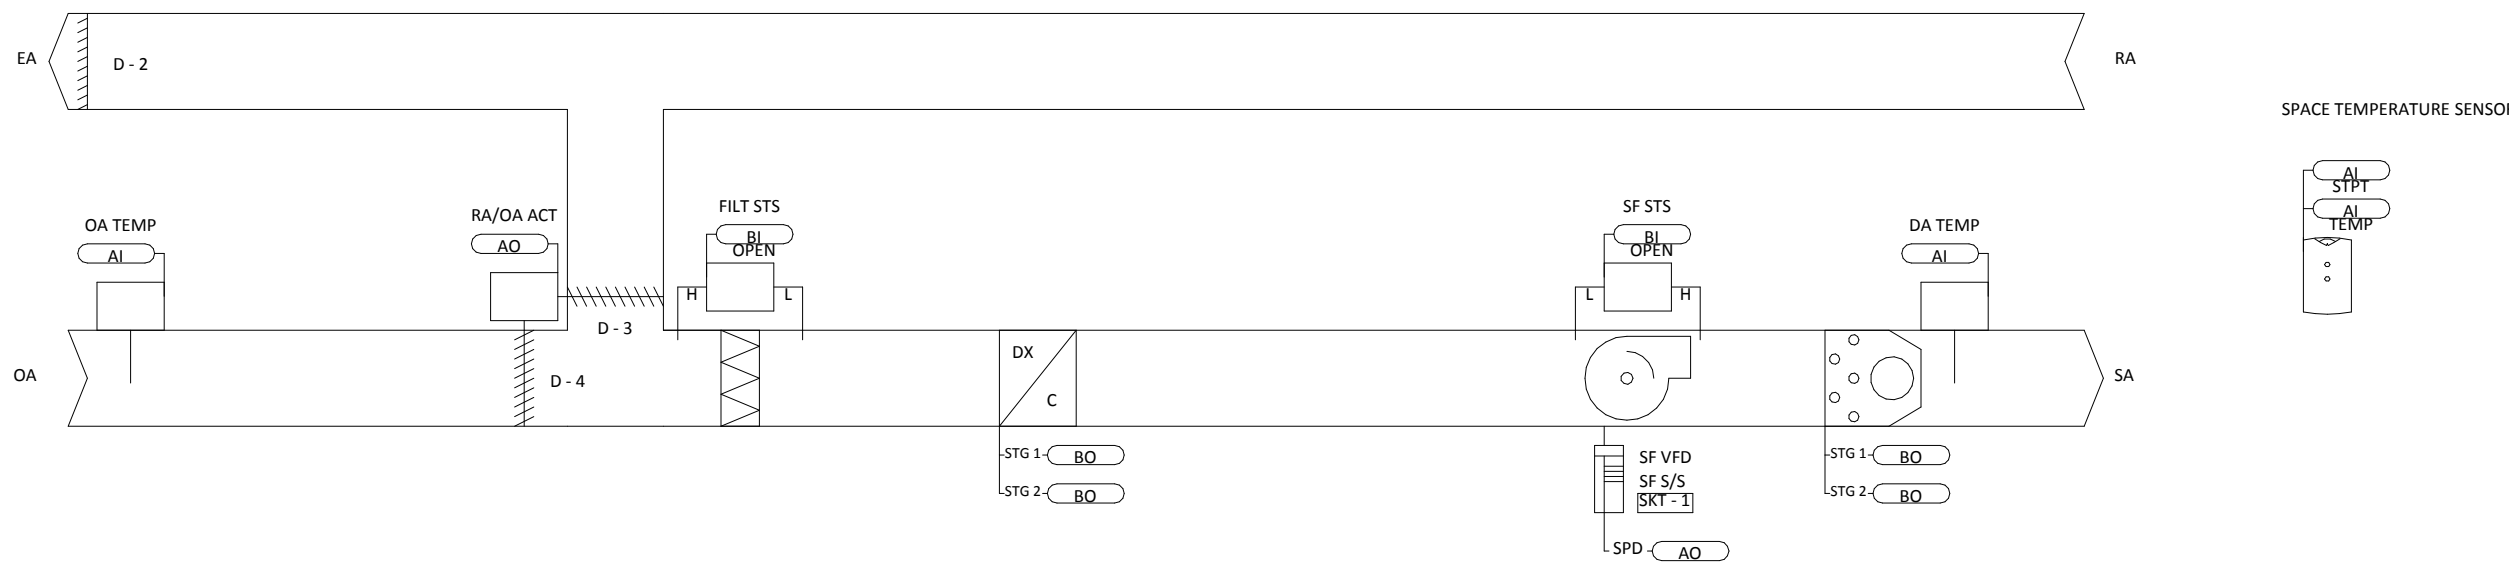 EA
D - 2
RA
SPACE TEMPERATURE SENSOR
AI
STPT
AI
TEMP
OA TEMP
AI
RA/OA ACT
AO
FILT STS
BI
OPEN
H
L
SF STS
BI
OPEN
L
H
DA TEMP
AI
D - 3
OA
D - 4
DX
C
SA
STG 1
BO
STG 2
BO
SF VFD
SF S/S
SKT - 1
SPD
AO
STG 1
BO
STG 2
BO